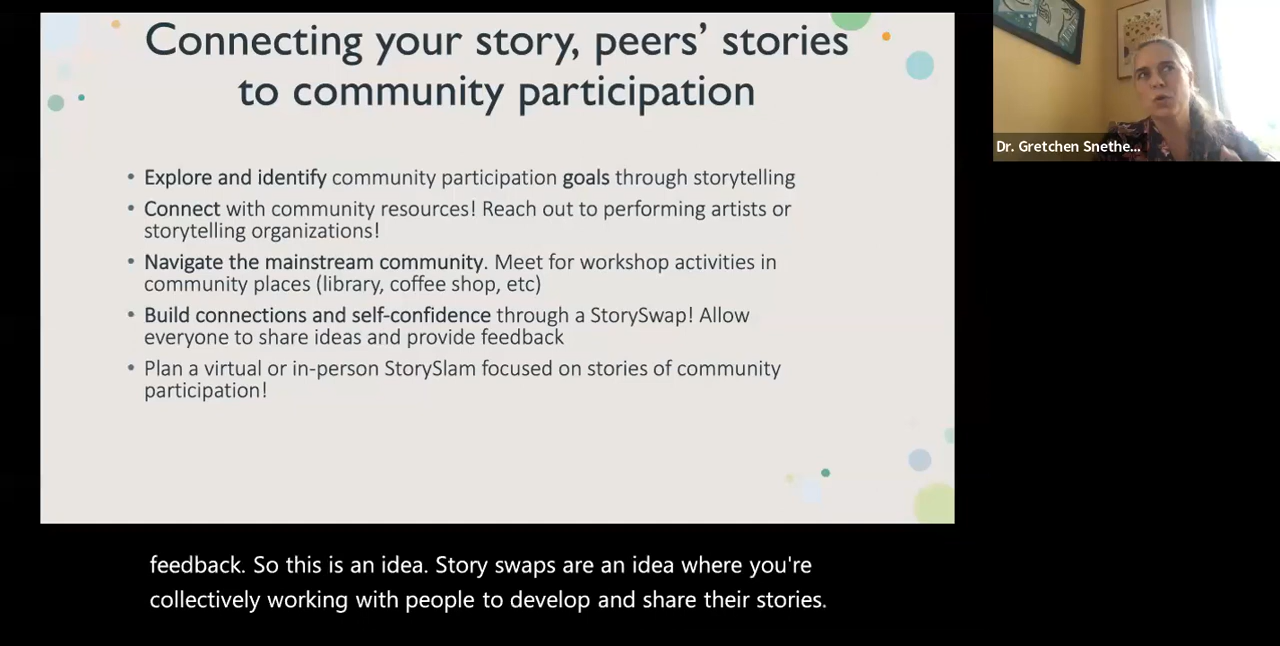 Connecting your story, peers’ stories
to community participation
Dr. Gretchen Snethe...
• Explore and identify community participation goals through storytelling
• Connect with community resources! Reach out to performing artists or
storytelling organizations!
• Navigate the mainstream community. Meet for workshop activities in
community places (library, coffee shop, etc)
• Build connections and self-confidence through a StorySwap! Allow
everyone to share ideas and provide feedback
• Plan a virtual or in-person StorySlam focused on stories of community
participation!
feedback. So this is an idea. Story swaps are an idea where you're
collectively working with people to develop and share their stories.